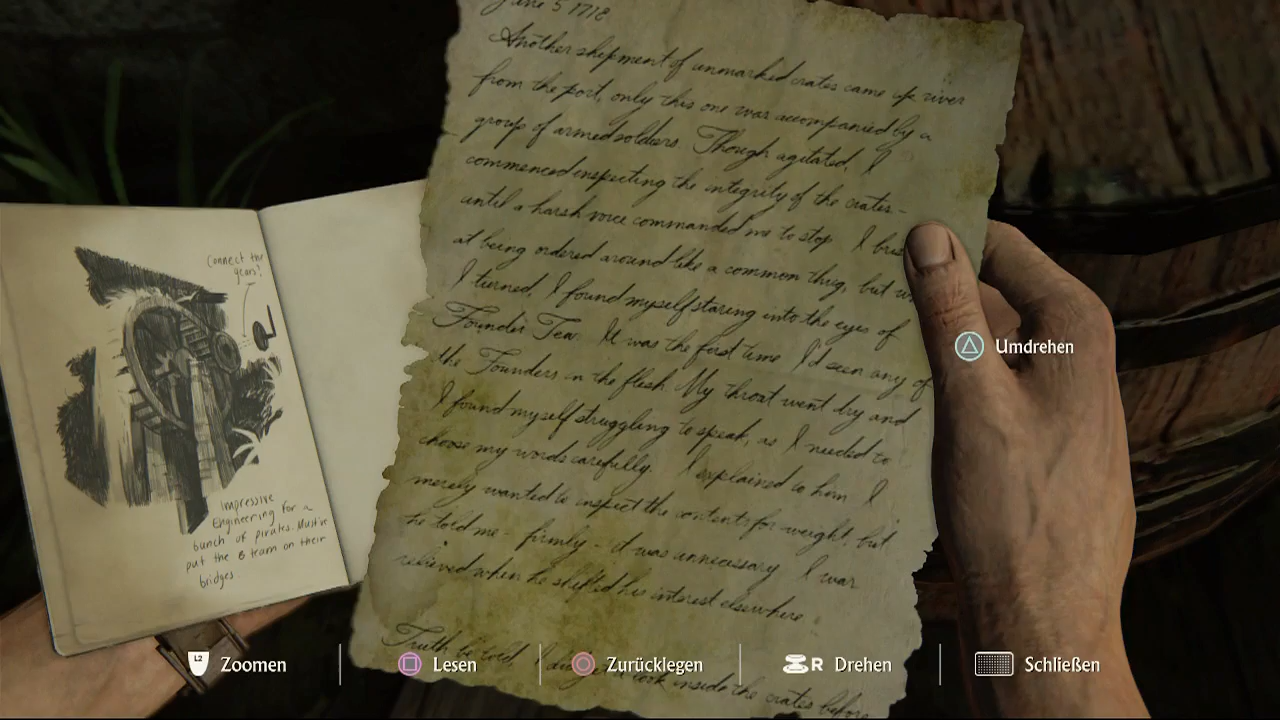 Connect the
gears?
Impressive
Engineering for a
bunch of pirates. Must've
put the B team on their
bridges.
June 5 1718
Another shipment of unmarked crates came up river
from the port, only this one was accompanied by a
group of armed soldiers. Though agitated, I
commenced inspecting the integrity of the crates -
until a harsh voice commanded me to stop. I
at being ordered around like a common thug, but
I turned, I found myself staring into the eyes of
Founder Tew. It was the first time I'd seen any of
the Founders in the flesh. My throat went dry and
I found myself struggling to speak, as I needed to
choose my words carefully. I explained to him I
merely wanted to inspect the contents for weight, but
he told me - firmly - it was unnecessary. I was
relieved when he shifted his interest elsewhere.
Truth be told, I look inside the crates before
Umdrehen
L2 Zoomen
Lesen
Zurücklegen
R Drehen
Schließen